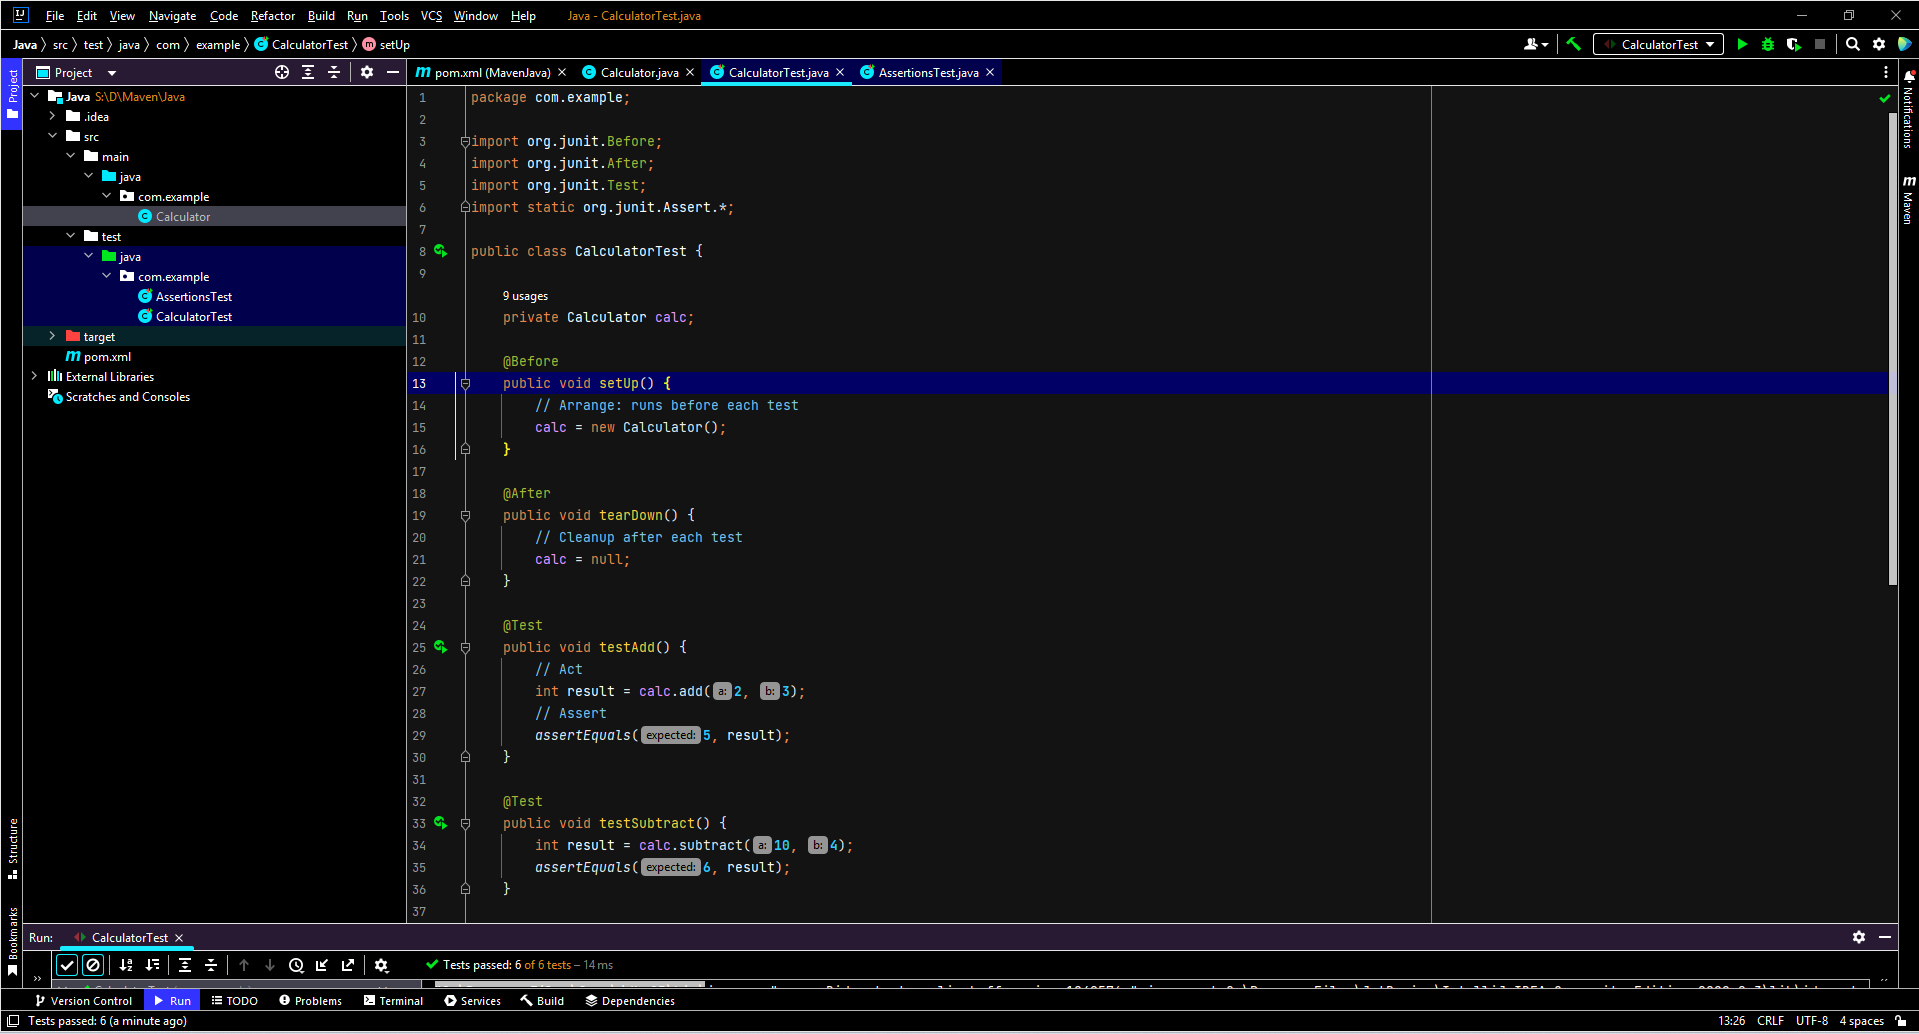 File Edit View Navigate Code Refactor Build Run Tools VCS Window Help Java - CalculatorTest.java
Java src test java com example CalculatorTest setUp CalculatorTest
Project
pom.xml (MavenJava) Calculator.java CalculatorTest.java AssertionsTest.java
Project
Java S:\D\Maven\Java
.idea
src
main
java
com.example
Calculator
test
java
com.example
AssertionsTest
CalculatorTest
target
pom.xml
External Libraries
Scratches and Consoles
Structure
Bookmarks
1 package com.example;
2
3 import org.junit.Before;
4 import org.junit.After;
5 import org.junit.Test;
6 import static org.junit.Assert.*;
7
8 public class CalculatorTest {
9
9 usages
10 private Calculator calc;
11
12 @Before
13 public void setUp() {
14 // Arrange: runs before each test
15 calc = new Calculator();
16 }
17
18 @After
19 public void tearDown() {
20 // Cleanup after each test
21 calc = null;
22 }
23
24 @Test
25 public void testAdd() {
26 // Act
27 int result = calc.add( a: 2, b: 3);
28 // Assert
29 assertEquals( expected: 5, result);
30 }
31
32 @Test
33 public void testSubtract() {
34 int result = calc.subtract( a: 10, b: 4);
35 assertEquals( expected: 6, result);
36 }
37
Notifications
Maven
Run: CalculatorTest
Tests passed: 6 of 6 tests – 14 ms
Version Control Run TODO Problems Terminal Services Build Dependencies
Tests passed: 6 (a minute ago) 13:26 CRLF UTF-8 4 spaces